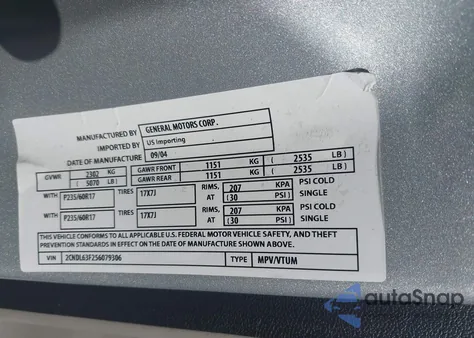 MANUFACTURED BY GENERAL MOTORS CORP.
IMPORTED BY US Importing
DATE OF MANUFACTURE 09/04
GVWR 2302 KG GAWR FRONT 1151 KG ( 2535 LB )
( 5070 LB ) GAWR REAR 1151 KG ( 2535 LB )
WITH P235/60R17 TIRES 17X7J RIMS, AT 207 KPA (30 PSI ) PSI COLD SINGLE
WITH P235/60R17 TIRES 17X7J RIMS, AT 207 KPA (30 PSI ) PSI COLD SINGLE
THIS VEHICLE CONFORMS TO ALL APPLICABLE U.S. FEDERAL MOTOR VEHICLE SAFETY, AND THEFT
PREVENTION STANDARDS IN EFFECT ON THE DATE OF MANUFACTURE SHOWN ABOVE.
VIN 2CNDL63F256079306 TYPE MPV/VTUM
autoSnap